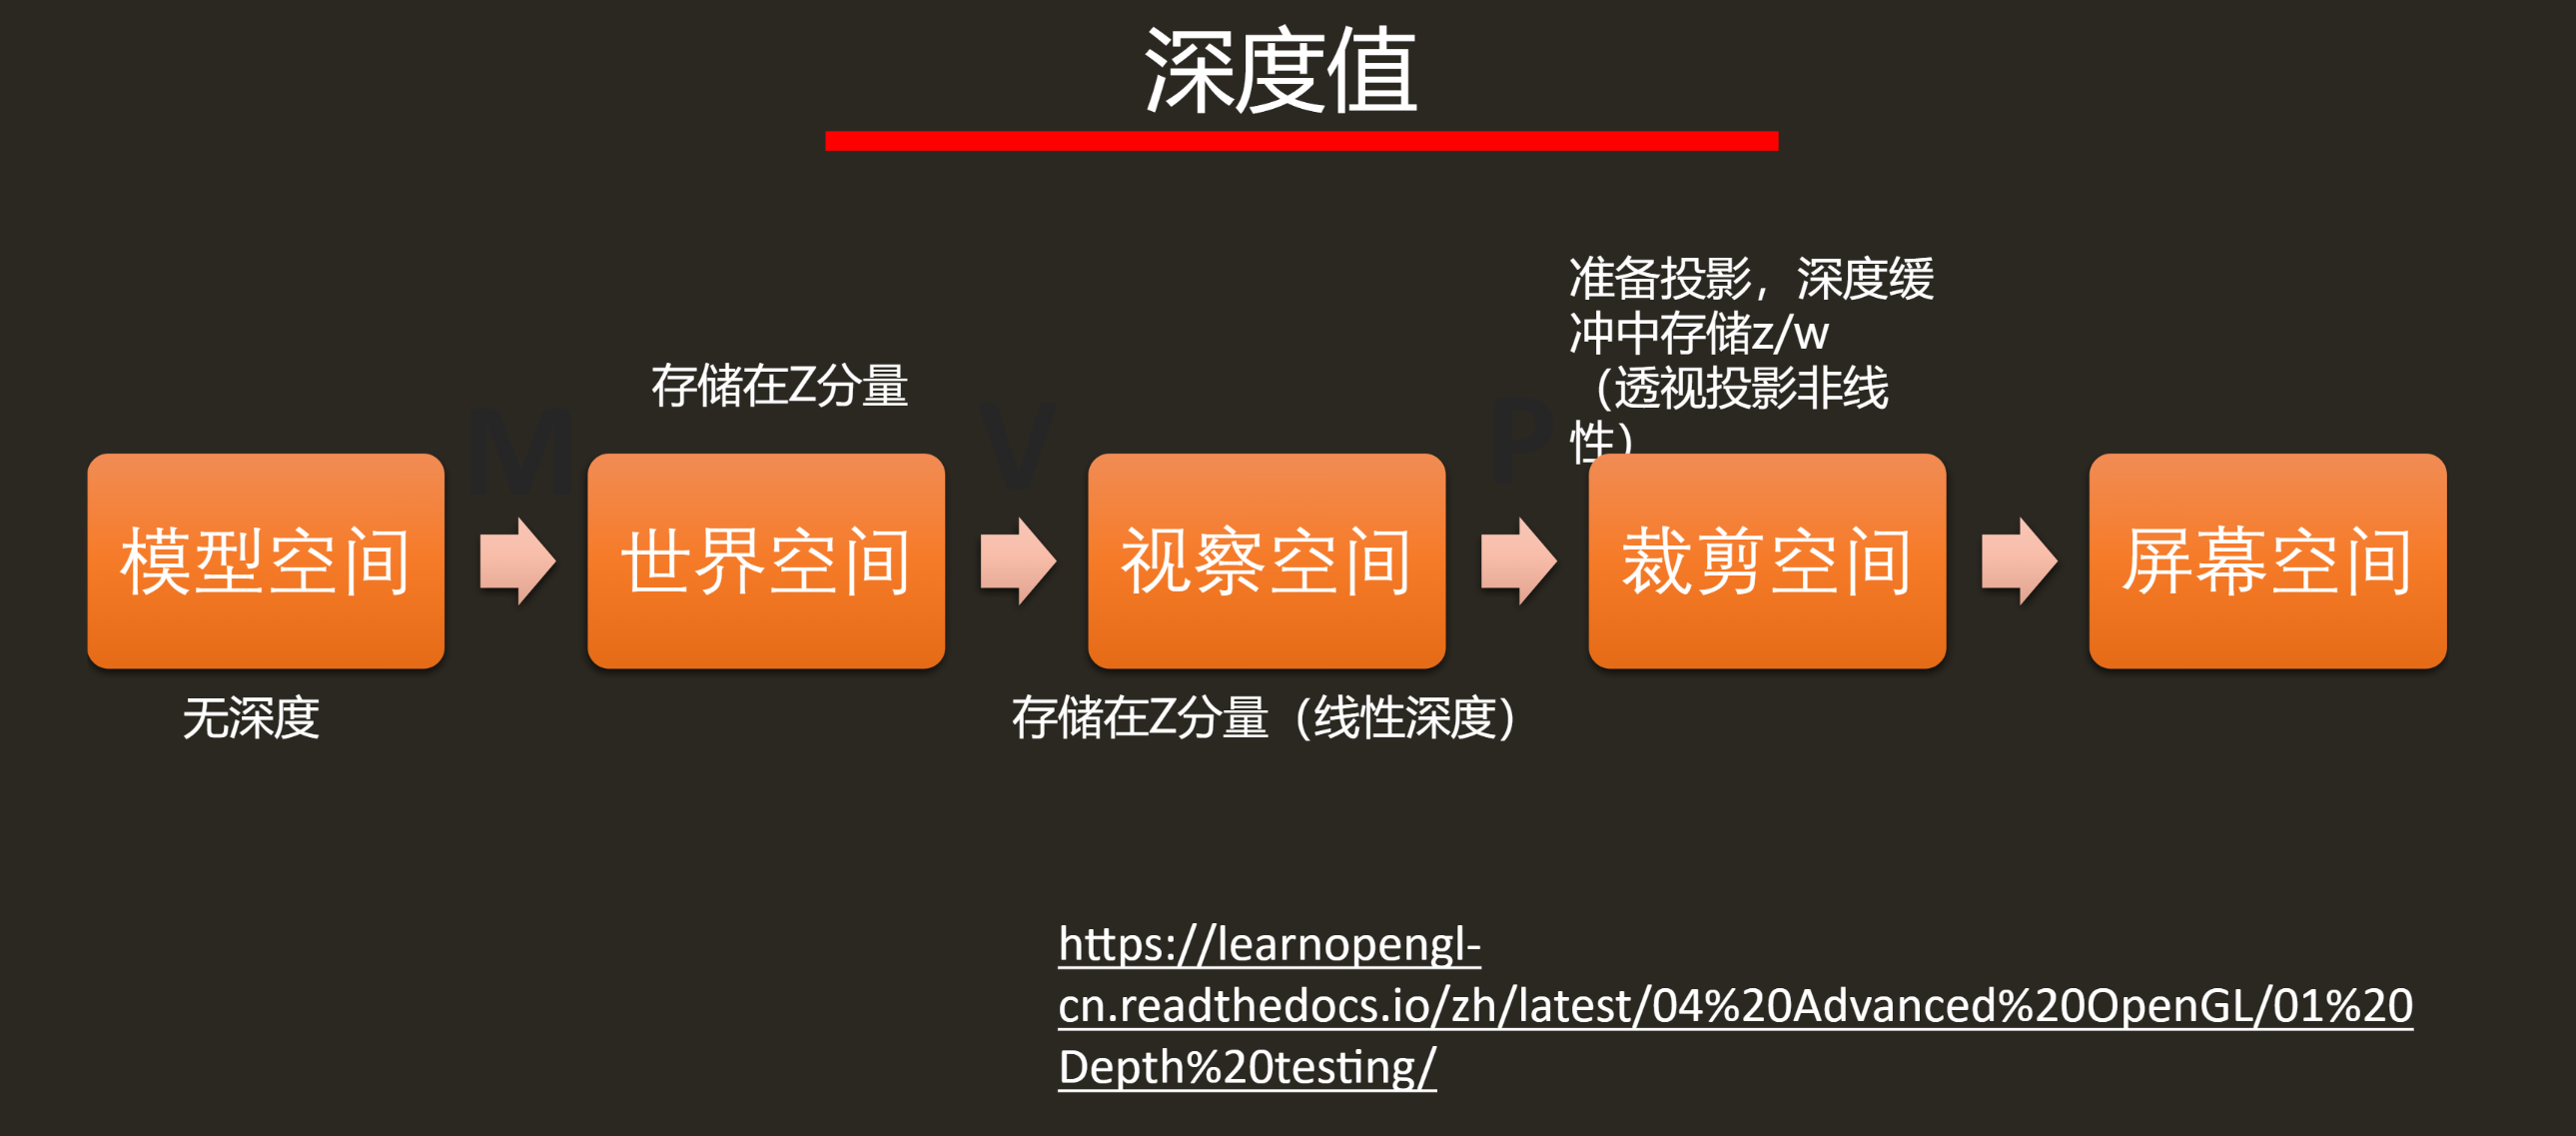 深度值
准备投影，深度缓
冲中存储z/w
（透视投影非线
性）
存储在Z分量
M
V
P
模型空间
世界空间
视察空间
裁剪空间
屏幕空间
无深度
存储在Z分量（线性深度）
https://learnopengl-
cn.readthedocs.io/zh/latest/04%20Advanced%20OpenGL/01%20
Depth%20testing/